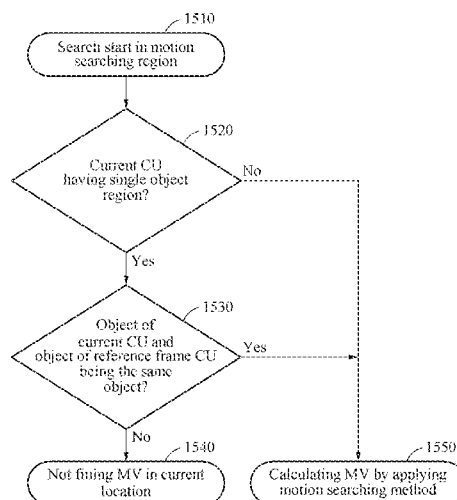 1510
Search start in motion
searching region
1520
Current CU
having single object
region?
No
Yes
1530
Object of
current CU and
object of reference frame CU
being the same
object?
Yes
No
1540
Not fining MV in current
location
1550
Calculating MV by applying
motion searching method